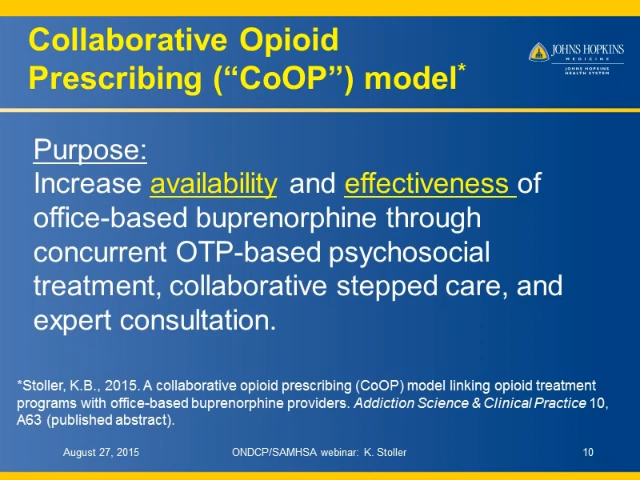 Collaborative Opioid
Prescribing (“CoOP”) model*
JOHNS HOPKINS
MEDICINE
JOHNS HOPKINS
HEALTH SYSTEM
Purpose:
Increase availability and effectiveness of
office-based buprenorphine through
concurrent OTP-based psychosocial
treatment, collaborative stepped care, and
expert consultation.
*Stoller, K.B., 2015. A collaborative opioid prescribing (CoOP) model linking opioid treatment
programs with office-based buprenorphine providers. Addiction Science & Clinical Practice 10,
A63 (published abstract).
August 27, 2015 ONDCP/SAMHSA webinar: K. Stoller 10